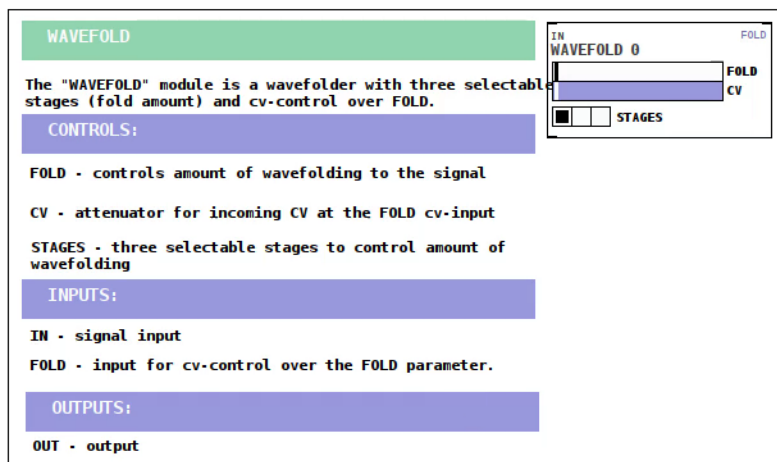 WAVEFOLD
The "WAVEFOLD" module is a wavefolder with three selectable
stages (fold amount) and cv-control over FOLD.
CONTROLS:
FOLD - controls amount of wavefolding to the signal
CV - attenuator for incoming CV at the FOLD cv-input
STAGES - three selectable stages to control amount of
wavefolding
INPUTS:
IN - signal input
FOLD - input for cv-control over the FOLD parameter.
OUTPUTS:
OUT - output
IN FOLD
WAVEFOLD 0
FOLD
CV
STAGES